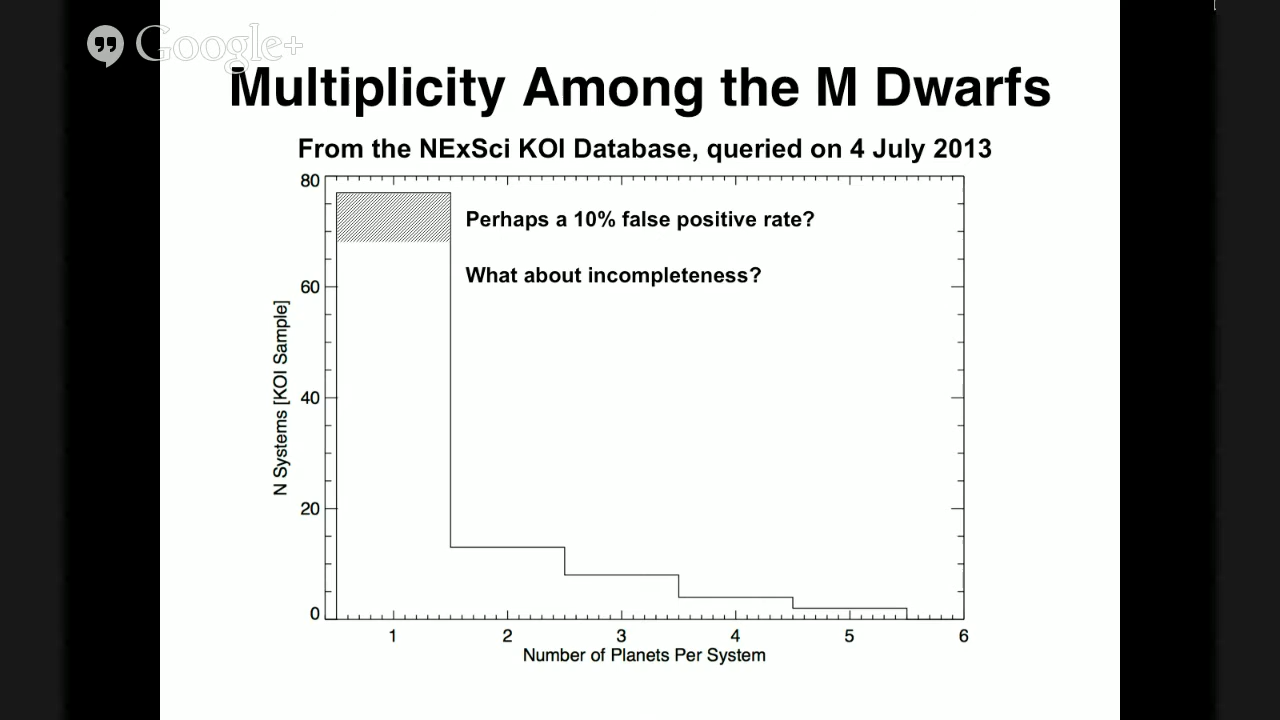 Google+
Multiplicity Among the M Dwarfs
From the NExSci KOI Database, queried on 4 July 2013
80
Perhaps a 10% false positive rate?
What about incompleteness?
60
40
20
0
N Systems [KOI Sample]
1 2 3 4 5 6
Number of Planets Per System